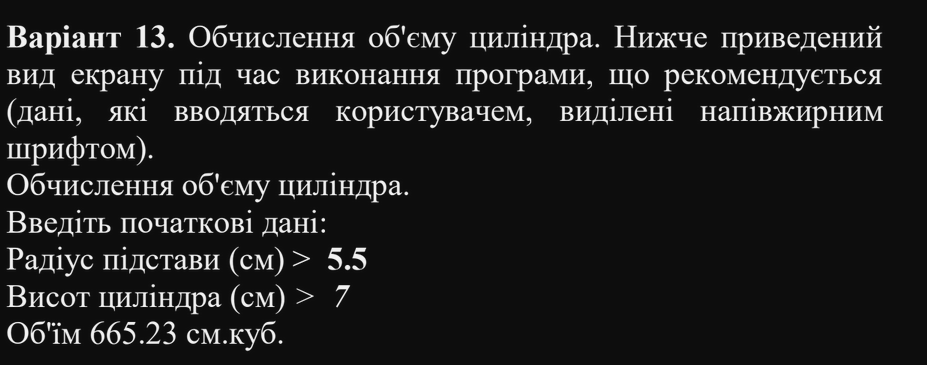 Варіант 13. Обчислення об'єму циліндра. Нижче приведений
вид екрану під час виконання програми, що рекомендується
(дані, які вводяться користувачем, виділені напівжирним
шрифтом).
Обчислення об'єму циліндра.
Введіть початкові дані:
Радіус підстави (см) > 5.5
Висот циліндра (см) > 7
Об'їм 665.23 см.куб.